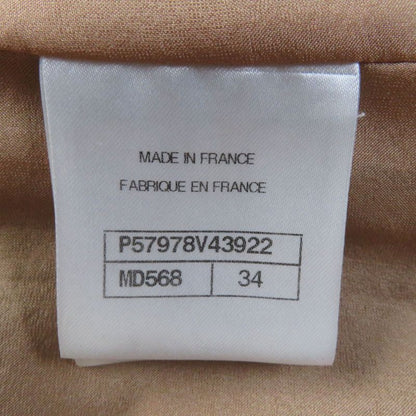 MADE IN FRANCE
FABRIQUE EN FRANCE
P57978V43922
MD568 34